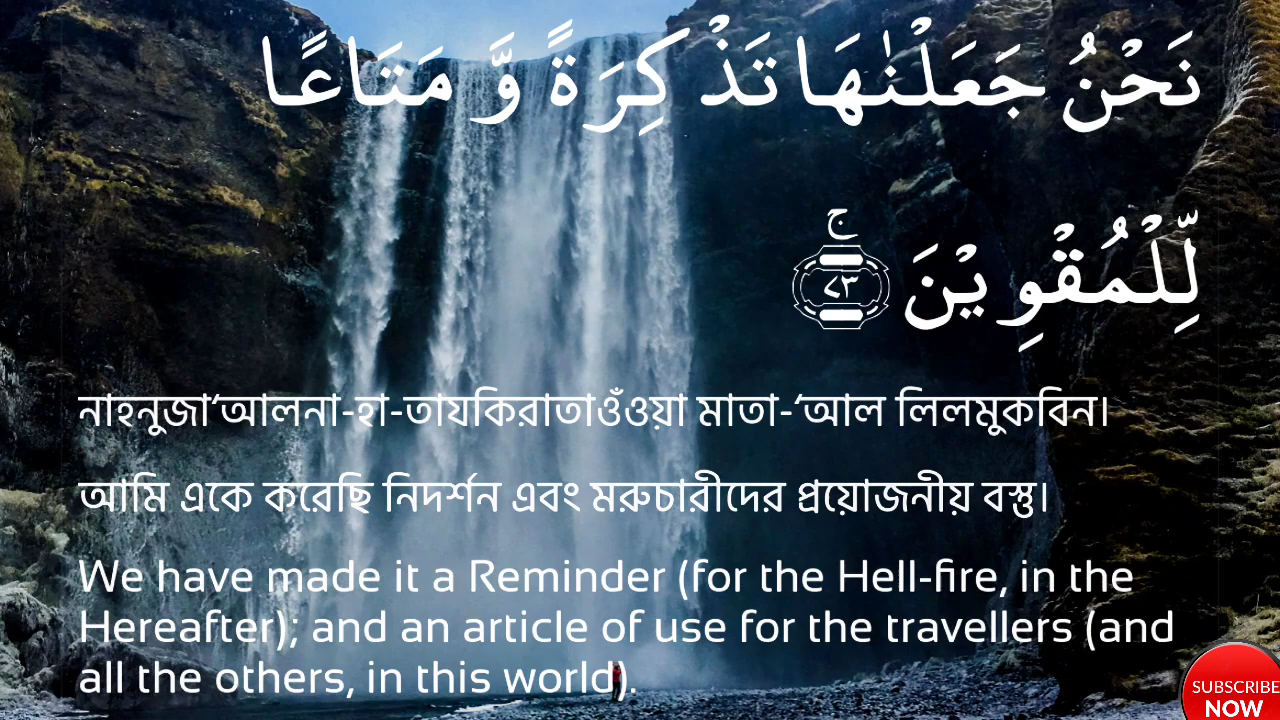 نَحْنُ جَعَلْنٰهَا تَذْكِرَةً وَّ مَتَاعًا
لِّلْمُقْوِيْنَ ۚ۝۷۳
নাহনুজা‘আলনা-হা-তাযকিরাতাওঁওয়া মাতা-‘আল লিলমুকবিন।
আমি একে করেছি নিদর্শন এবং মরুচারীদের প্রয়োজনীয় বস্তু।
We have made it a Reminder (for the Hell-fire, in the
Hereafter); and an article of use for the travellers (and
all the others, in this world).
SUBSCRIBE
NOW